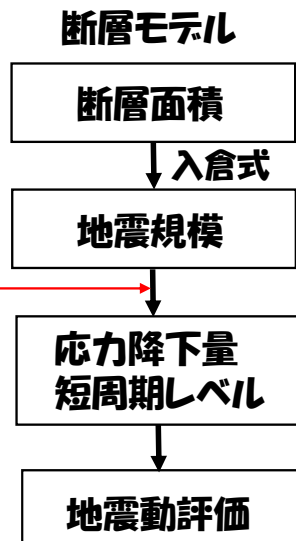 断層モデル
断層面積
入倉式
地震規模
応力降下量
短周期レベル
地震動評価